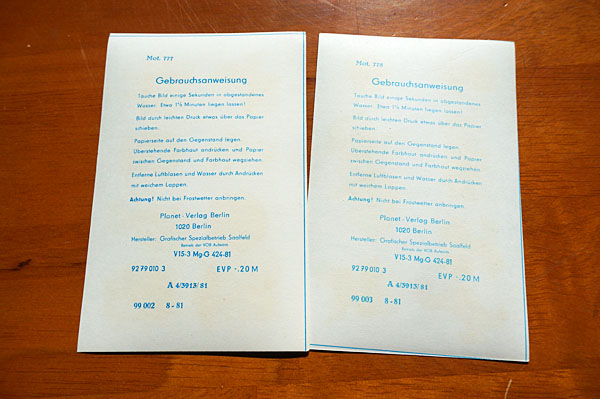 Mot. 777
Gebrauchsanweisung
Tauche Bild einige Sekunden in abgestandenes
Wasser. Etwa 1½ Minuten liegen lassen!
Bild durch leichten Druck etwas über das Papier
schieben.
Papierseite auf den Gegenstand legen.
Überstehende Farbhaut andrücken und Papier
zwischen Gegenstand und Farbhaut wegziehen.
Entferne Luftblasen und Wasser durch Andrücken
mit weichem Lappen.
Achtung! Nicht bei Frostwetter anbringen.
Planet-Verlag Berlin
1020 Berlin
Hersteller: Grafischer Spezialbetrieb Saalfeld
Betrieb der VOB Aufwärts
V15-3 Mg-G 424-81
92 79 010 3 EVP -.20 M
A 4/3913/81
99 002 8-81
Mot. 778
Gebrauchsanweisung
Tauche Bild einige Sekunden in abgestandenes
Wasser. Etwa 1½ Minuten liegen lassen!
Bild durch leichten Druck etwas über das Papier
schieben.
Papierseite auf den Gegenstand legen.
Überstehende Farbhaut andrücken und Papier
zwischen Gegenstand und Farbhaut wegziehen.
Entferne Luftblasen und Wasser durch Andrücken
mit weichem Lappen.
Achtung! Nicht bei Frostwetter anbringen.
Planet-Verlag Berlin
1020 Berlin
Hersteller: Grafischer Spezialbetrieb Saalfeld
Betrieb der VOB Aufwärts
V15-3 Mg-G 424-81
92 79 010 3 EVP -.20 M
A 4/3913/81
99 003 8-81